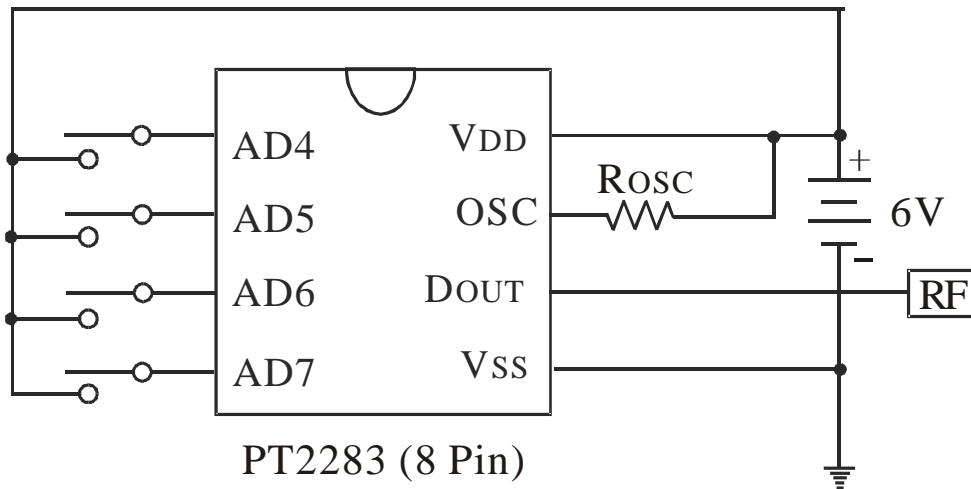 AD4
AD5
AD6
AD7
VDD
OSC
DOUT
VSS
ROSC
+
6V
-
RF
PT2283 (8 Pin)